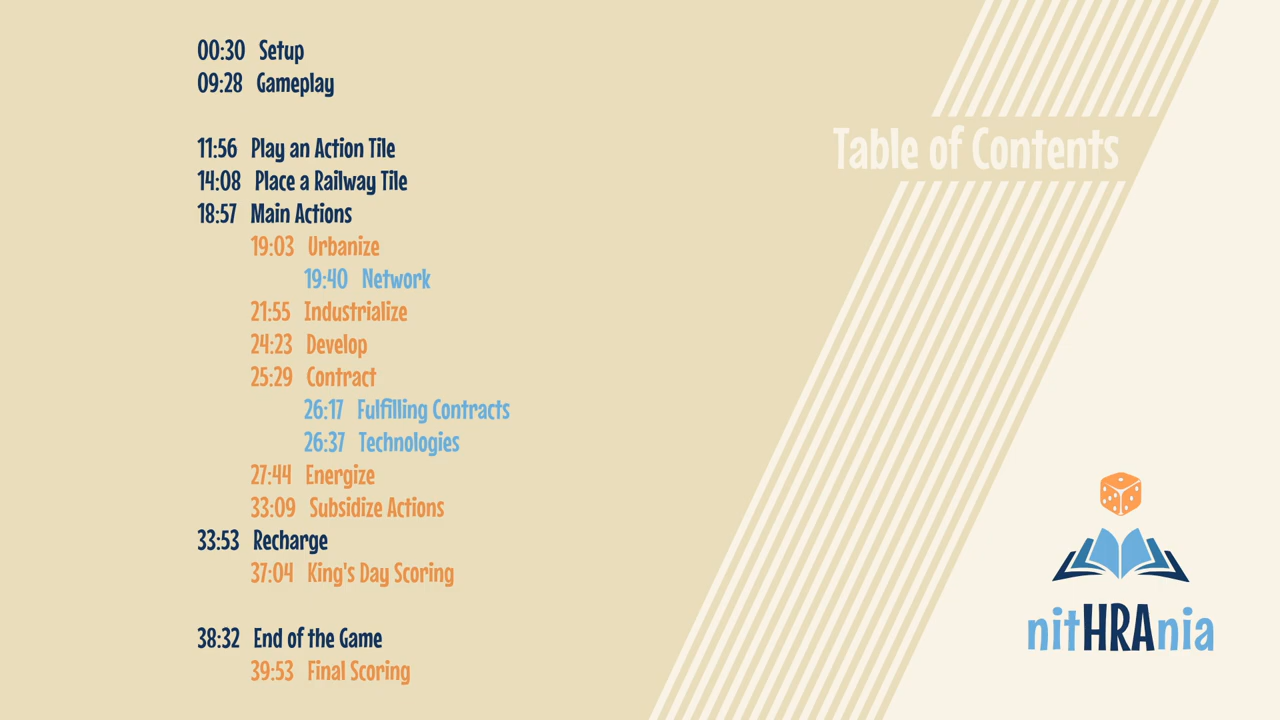 00:30 Setup
09:28 Gameplay
11:56 Play an Action Tile
14:08 Place a Railway Tile
18:57 Main Actions
19:03 Urbanize
19:40 Network
21:55 Industrialize
24:23 Develop
25:29 Contract
26:17 Fulfilling Contracts
26:37 Technologies
27:44 Energize
33:09 Subsidize Actions
33:53 Recharge
37:04 King's Day Scoring
38:32 End of the Game
39:53 Final Scoring
Table of Contents
nitHRAnia